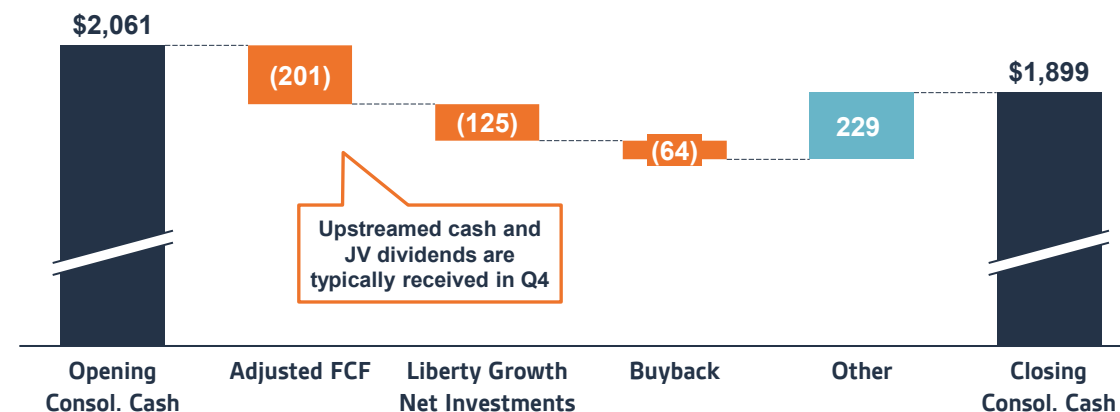 $2,061
(201)
(125)
(64)
229
$1,899
Upstreamed cash and
JV dividends are
typically received in Q4
Opening
Consol. Cash
Adjusted FCF
Liberty Growth
Net Investments
Buyback
Other
Closing
Consol. Cash